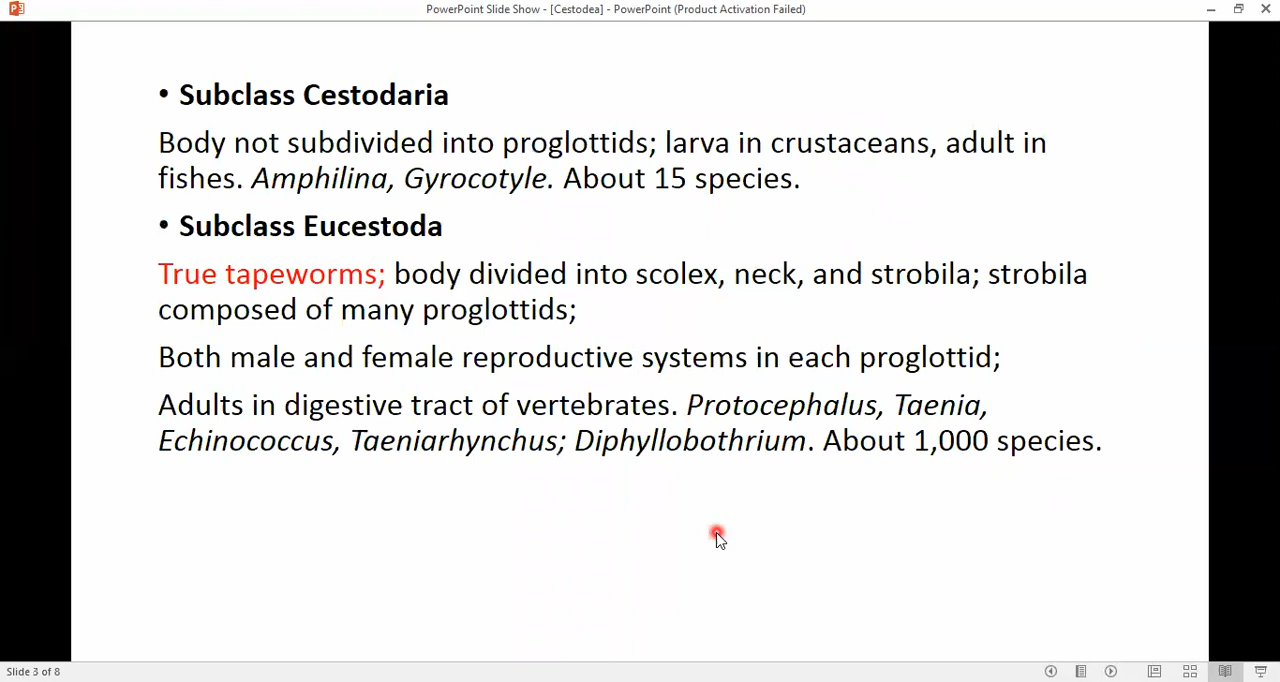 PowerPoint Slide Show - [Cestodea] - PowerPoint (Product Activation Failed)
• Subclass Cestodaria
Body not subdivided into proglottids; larva in crustaceans, adult in
fishes. Amphilina, Gyrocotyle. About 15 species.
• Subclass Eucestoda
True tapeworms; body divided into scolex, neck, and strobila; strobila
composed of many proglottids;
Both male and female reproductive systems in each proglottid;
Adults in digestive tract of vertebrates. Protocephalus, Taenia,
Echinococcus, Taeniarhynchus; Diphyllobothrium. About 1,000 species.
Slide 3 of 8